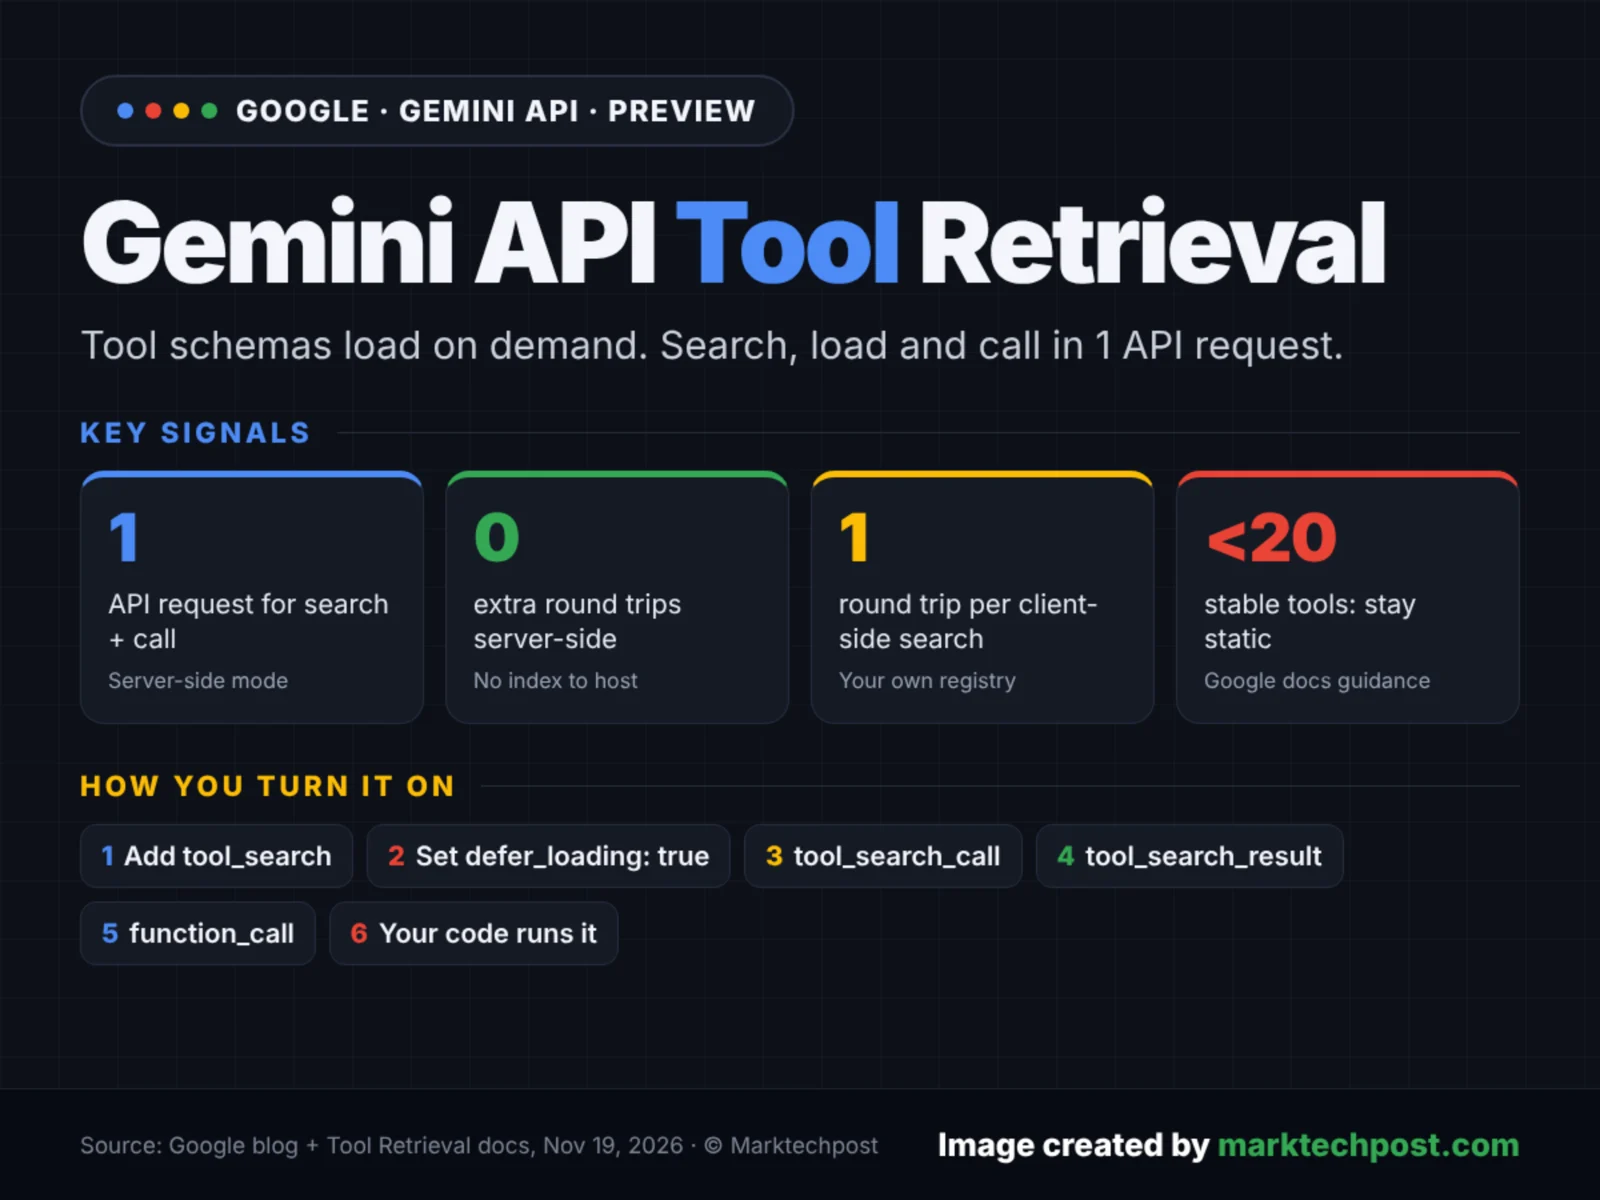 GOOGLE · GEMINI API · PREVIEW
Gemini API Tool Retrieval
Tool schemas load on demand. Search, load and call in 1 API request.
KEY SIGNALS
1
API request for search
+ call
Server-side mode
0
extra round trips
server-side
No index to host
1
round trip per client-
side search
Your own registry
<20
stable tools: stay
static
Google docs guidance
HOW YOU TURN IT ON
1 Add tool_search
2 Set defer_loading: true
3 tool_search_call
4 tool_search_result
5 function_call
6 Your code runs it
Source: Google blog + Tool Retrieval docs, Nov 19, 2026 · © Marktechpost
Image created by marktechpost.com